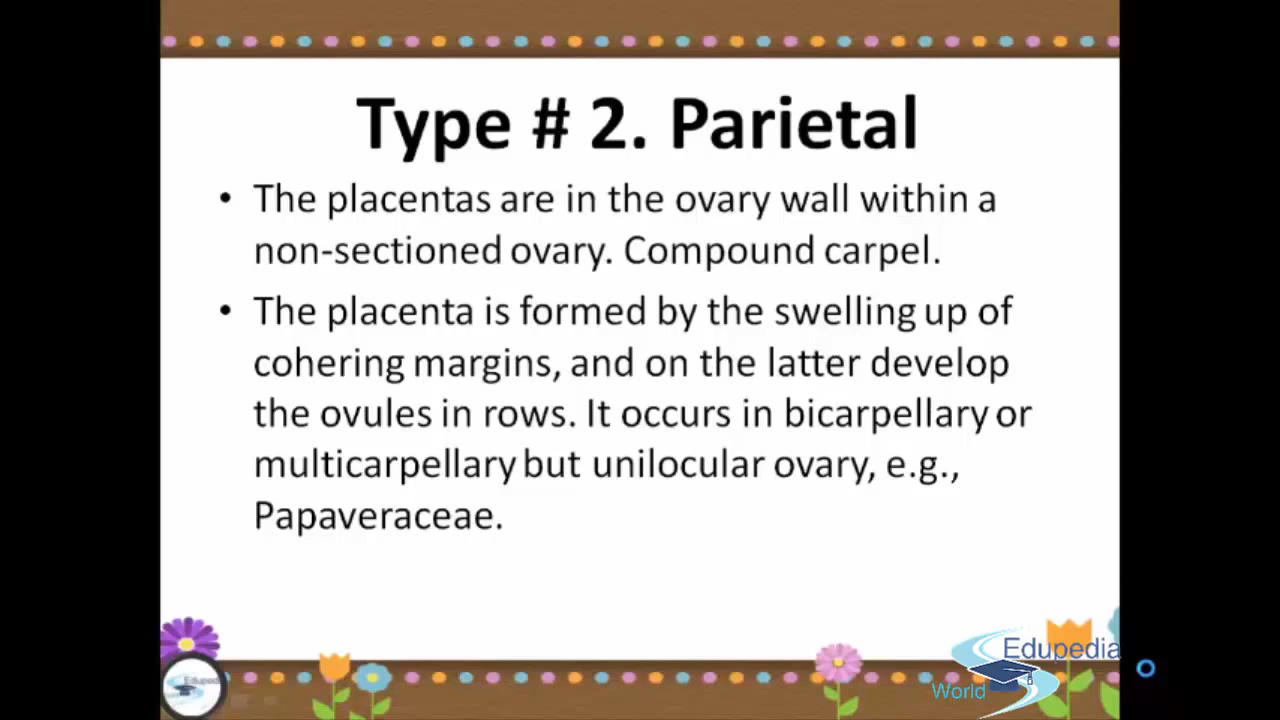 Type # 2. Parietal
• The placentas are in the ovary wall within a
non-sectioned ovary. Compound carpel.
• The placenta is formed by the swelling up of
cohering margins, and on the latter develop
the ovules in rows. It occurs in bicarpellary or
multicarpellary but unilocular ovary, e.g.,
Papaveraceae.
Edupedia
World